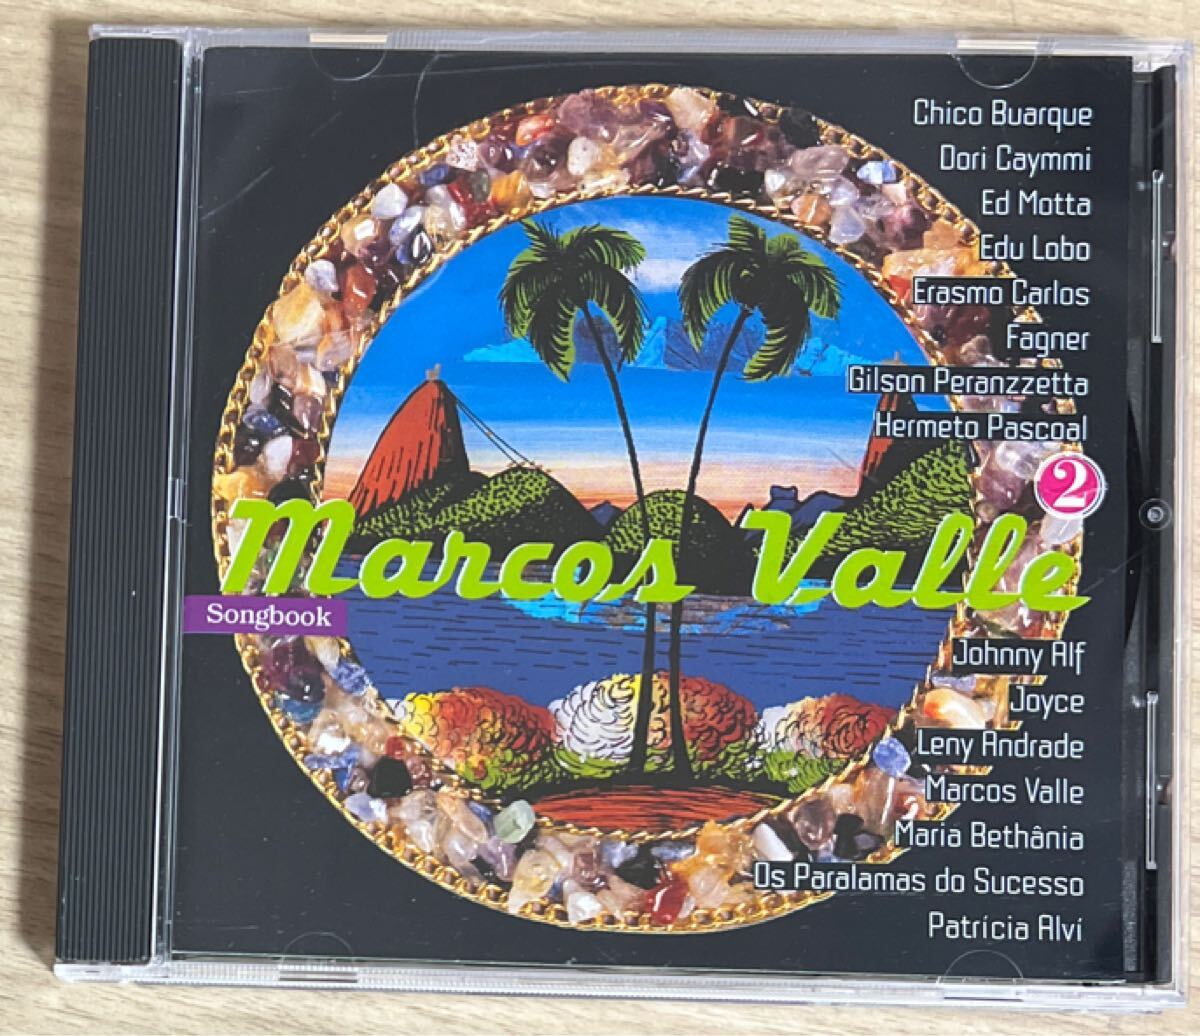 Chico Buarque
Dori Caymmi
Ed Motta
Edu Lobo
Erasmo Carlos
Fagner
Gilson Peranzzetta
Hermeto Pascoal
2
Marcos Valle
Songbook
Johnny Alf
Joyce
Leny Andrade
Marcos Valle
Maria Bethânia
Os Paralamas do Sucesso
Patrícia Alví